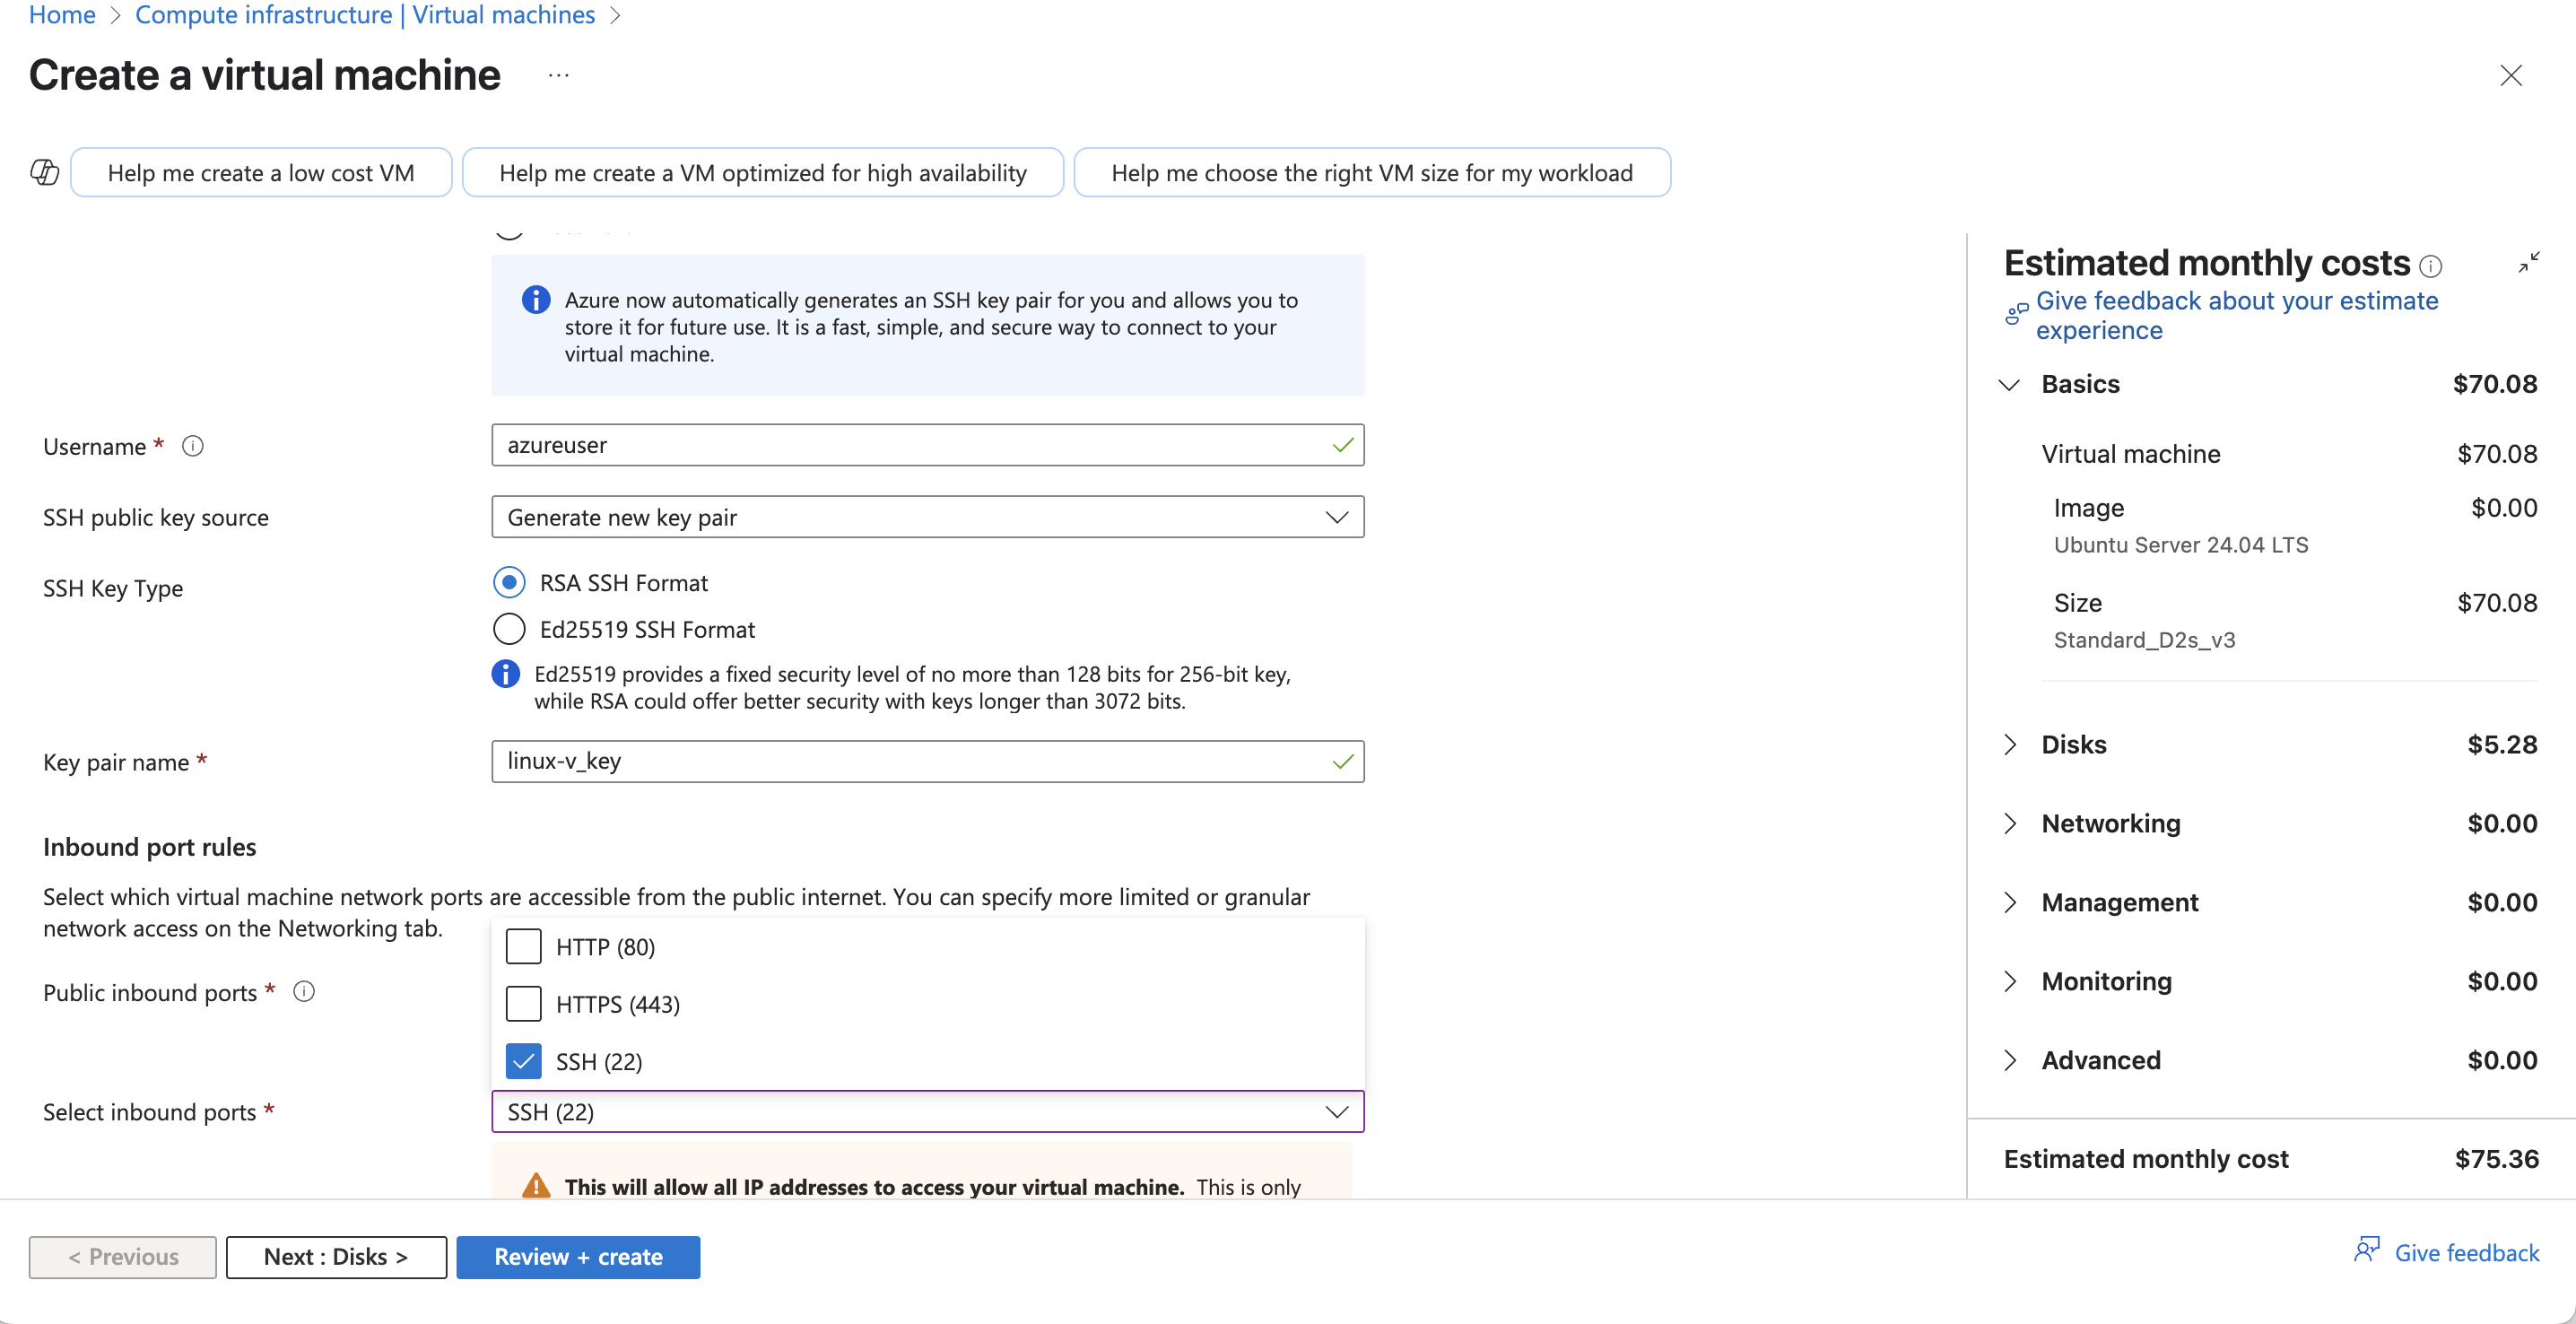 Home > Compute infrastructure | Virtual machines >
Create a virtual machine ...
Help me create a low cost VM
Help me create a VM optimized for high availability
Help me choose the right VM size for my workload
Azure now automatically generates an SSH key pair for you and allows you to
store it for future use. It is a fast, simple, and secure way to connect to your
virtual machine.
Username *
azureuser
SSH public key source
Generate new key pair
SSH Key Type
RSA SSH Format
Ed25519 SSH Format
Ed25519 provides a fixed security level of no more than 128 bits for 256-bit key,
while RSA could offer better security with keys longer than 3072 bits.
Key pair name *
linux-v_key
Inbound port rules
Select which virtual machine network ports are accessible from the public internet. You can specify more limited or granular
network access on the Networking tab.
HTTP (80)
Public inbound ports *
HTTPS (443)
SSH (22)
Select inbound ports *
SSH (22)
This will allow all IP addresses to access your virtual machine. This is only
Estimated monthly costs
Give feedback about your estimate
experience
Basics $70.08
Virtual machine $70.08
Image $0.00
Ubuntu Server 24.04 LTS
Size $70.08
Standard_D2s_v3
Disks $5.28
Networking $0.00
Management $0.00
Monitoring $0.00
Advanced $0.00
Estimated monthly cost $75.36
< Previous
Next : Disks >
Review + create
Give feedback